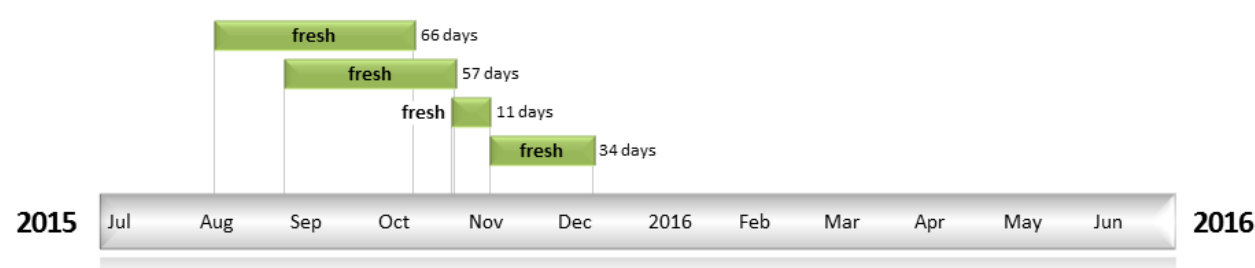 fresh 66 days
fresh 57 days
fresh 11 days
fresh 34 days
2015 Jul Aug Sep Oct Nov Dec 2016 Feb Mar Apr May Jun 2016